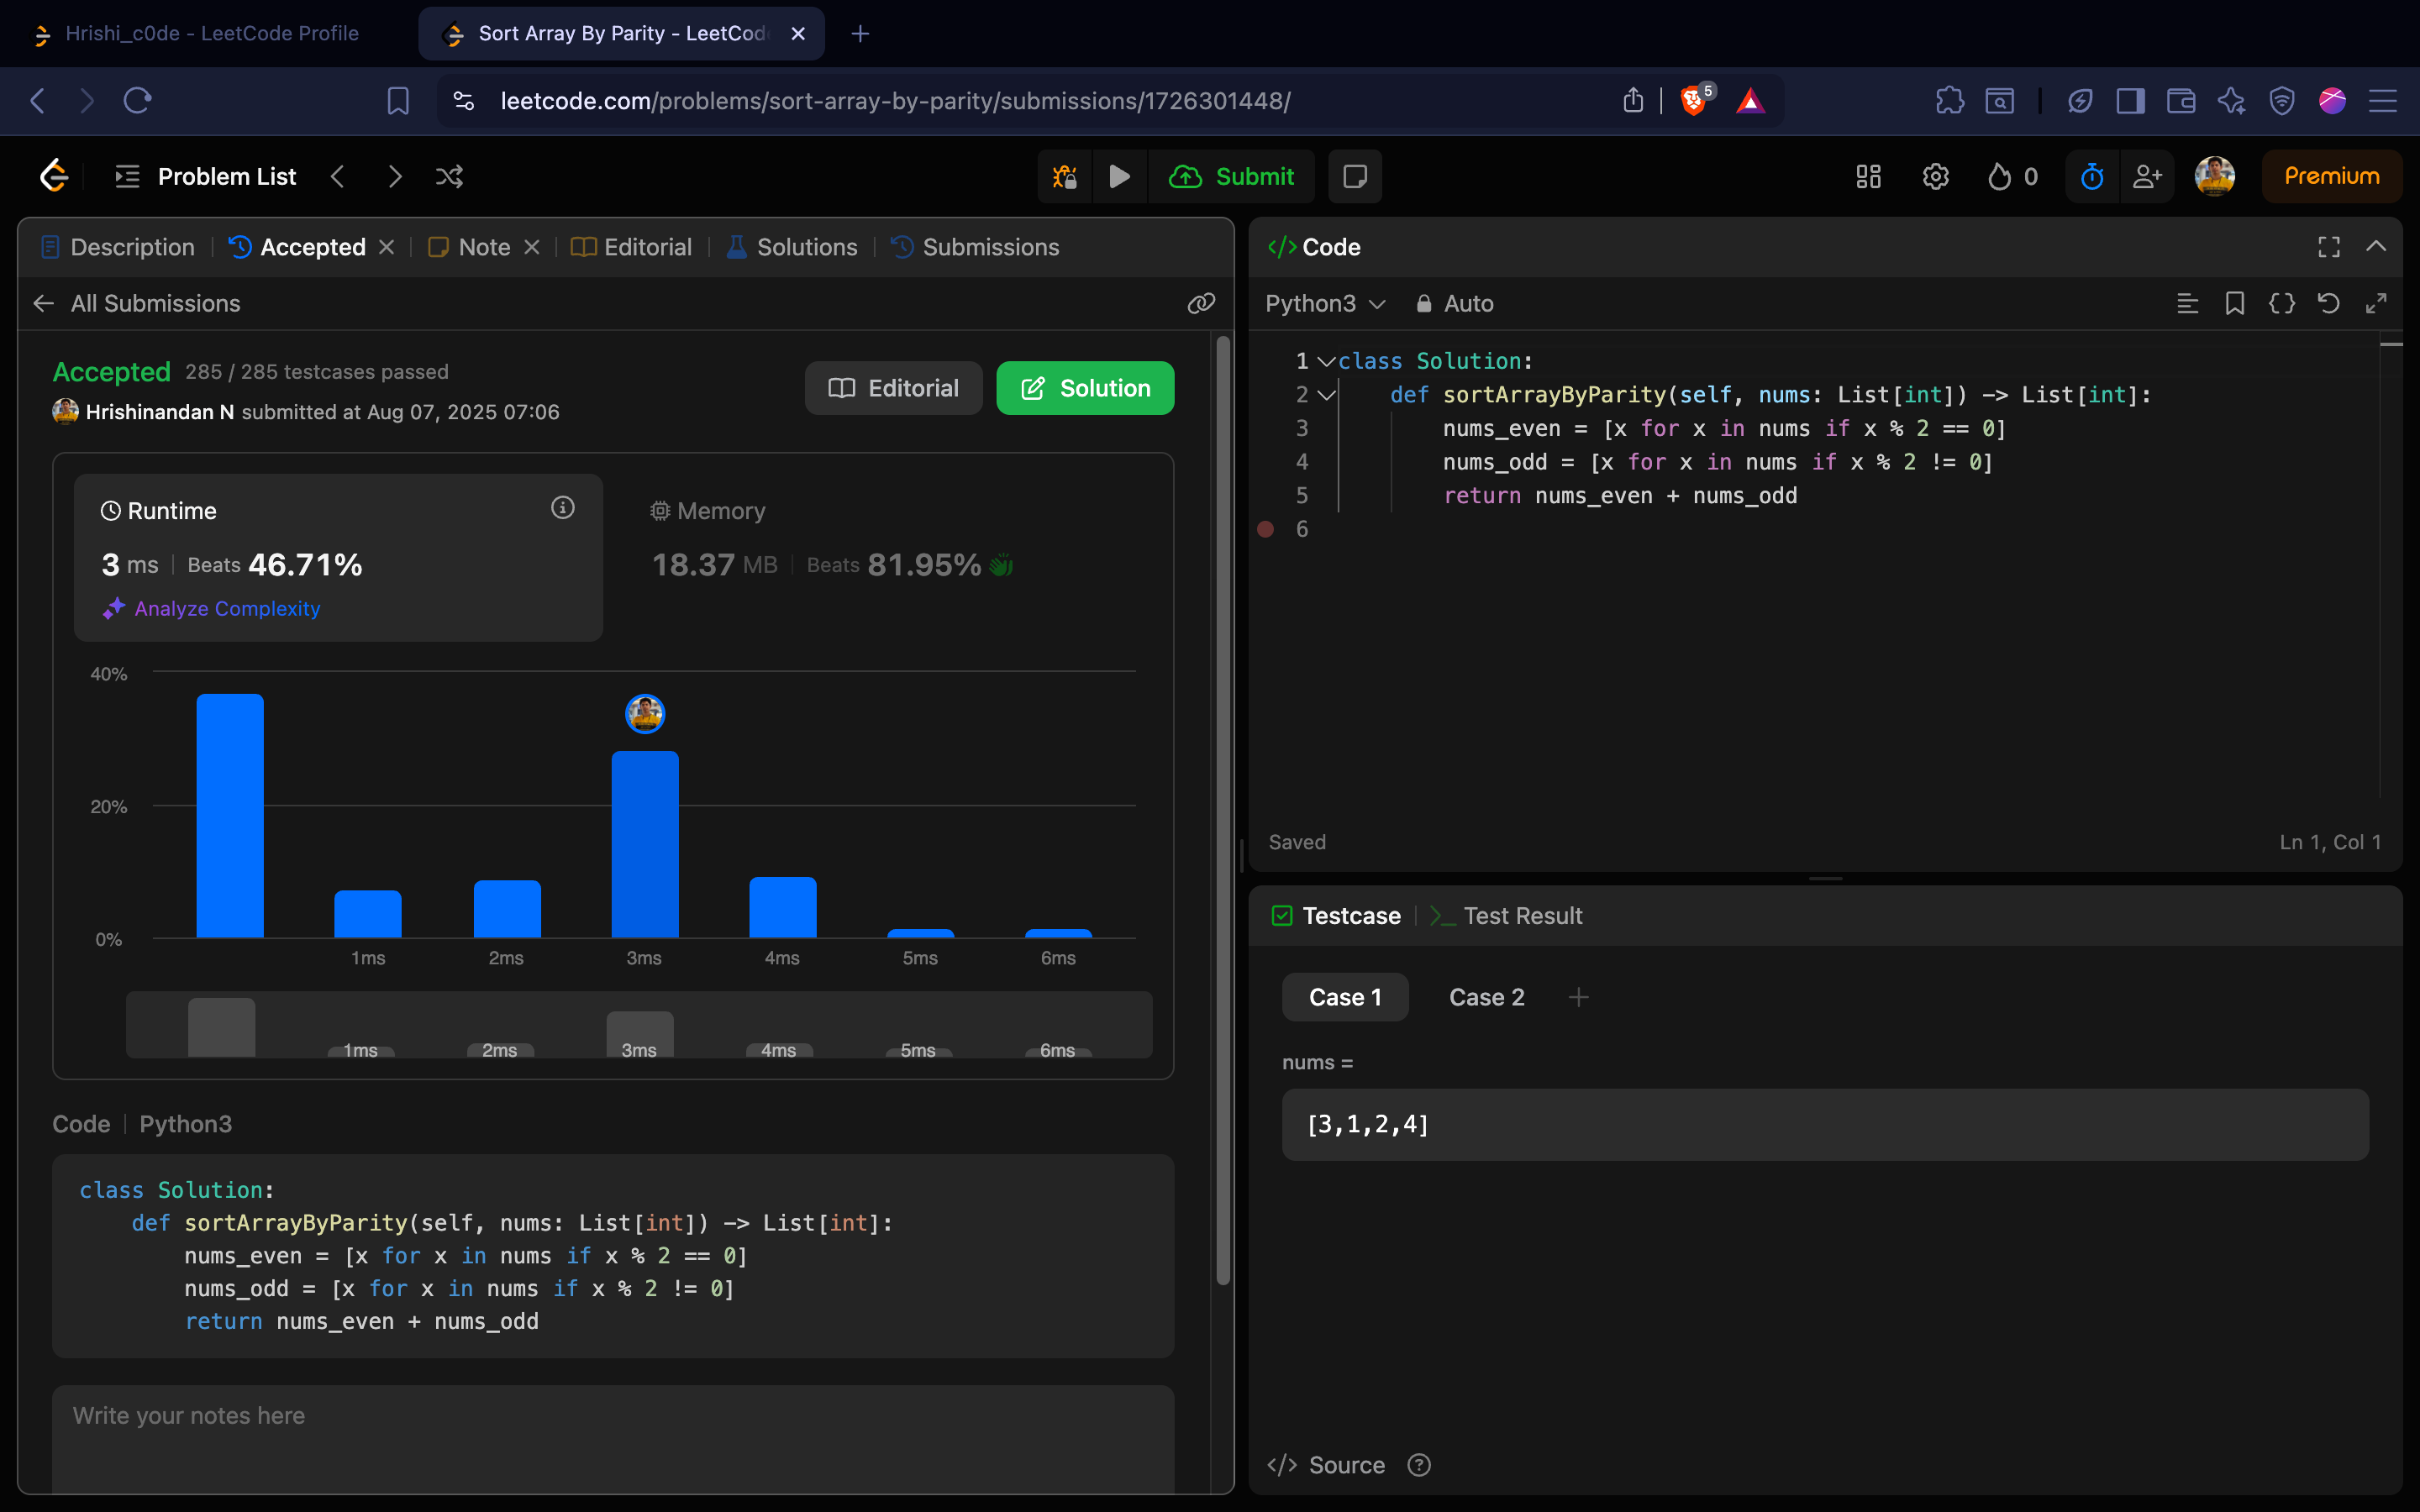 Hrishi_c0de - LeetCode Profile
Sort Array By Parity - LeetCod
leetcode.com/problems/sort-array-by-parity/submissions/1726301448/
5
Problem List
Submit
0
Premium
Description
Accepted
Note
Editorial
Solutions
Submissions
All Submissions
Accepted 285 / 285 testcases passed
Hrishinandan N submitted at Aug 07, 2025 07:06
Editorial
Solution
Runtime
3 ms Beats 46.71%
Analyze Complexity
Memory
18.37 MB Beats 81.95%
40%
20%
0%
1ms 2ms 3ms 4ms 5ms 6ms
1ms 2ms 3ms 4ms 5ms 6ms
Code Python3
class Solution:
    def sortArrayByParity(self, nums: List[int]) -> List[int]:
        nums_even = [x for x in nums if x % 2 == 0]
        nums_odd = [x for x in nums if x % 2 != 0]
        return nums_even + nums_odd
Write your notes here
</> Code
Python3 Auto
1 class Solution:
2     def sortArrayByParity(self, nums: List[int]) -> List[int]:
3         nums_even = [x for x in nums if x % 2 == 0]
4         nums_odd = [x for x in nums if x % 2 != 0]
5         return nums_even + nums_odd
6
Saved
Ln 1, Col 1
Testcase
Test Result
Case 1
Case 2
nums =
[3,1,2,4]
</> Source